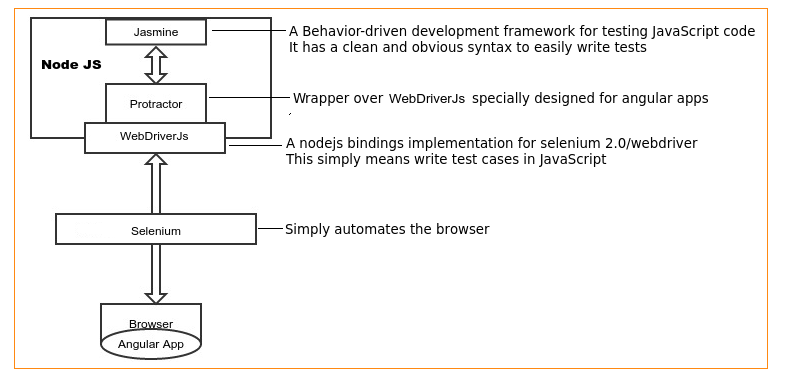 Jasmine
A Behavior-driven development framework for testing JavaScript code
It has a clean and obvious syntax to easily write tests
Node JS
Protractor
Wrapper over WebDriverJs specially designed for angular apps
WebDriverJs
A nodejs bindings implementation for selenium 2.0/webdriver
This simply means write test cases in JavaScript
Selenium
Simply automates the browser
Browser
Angular App